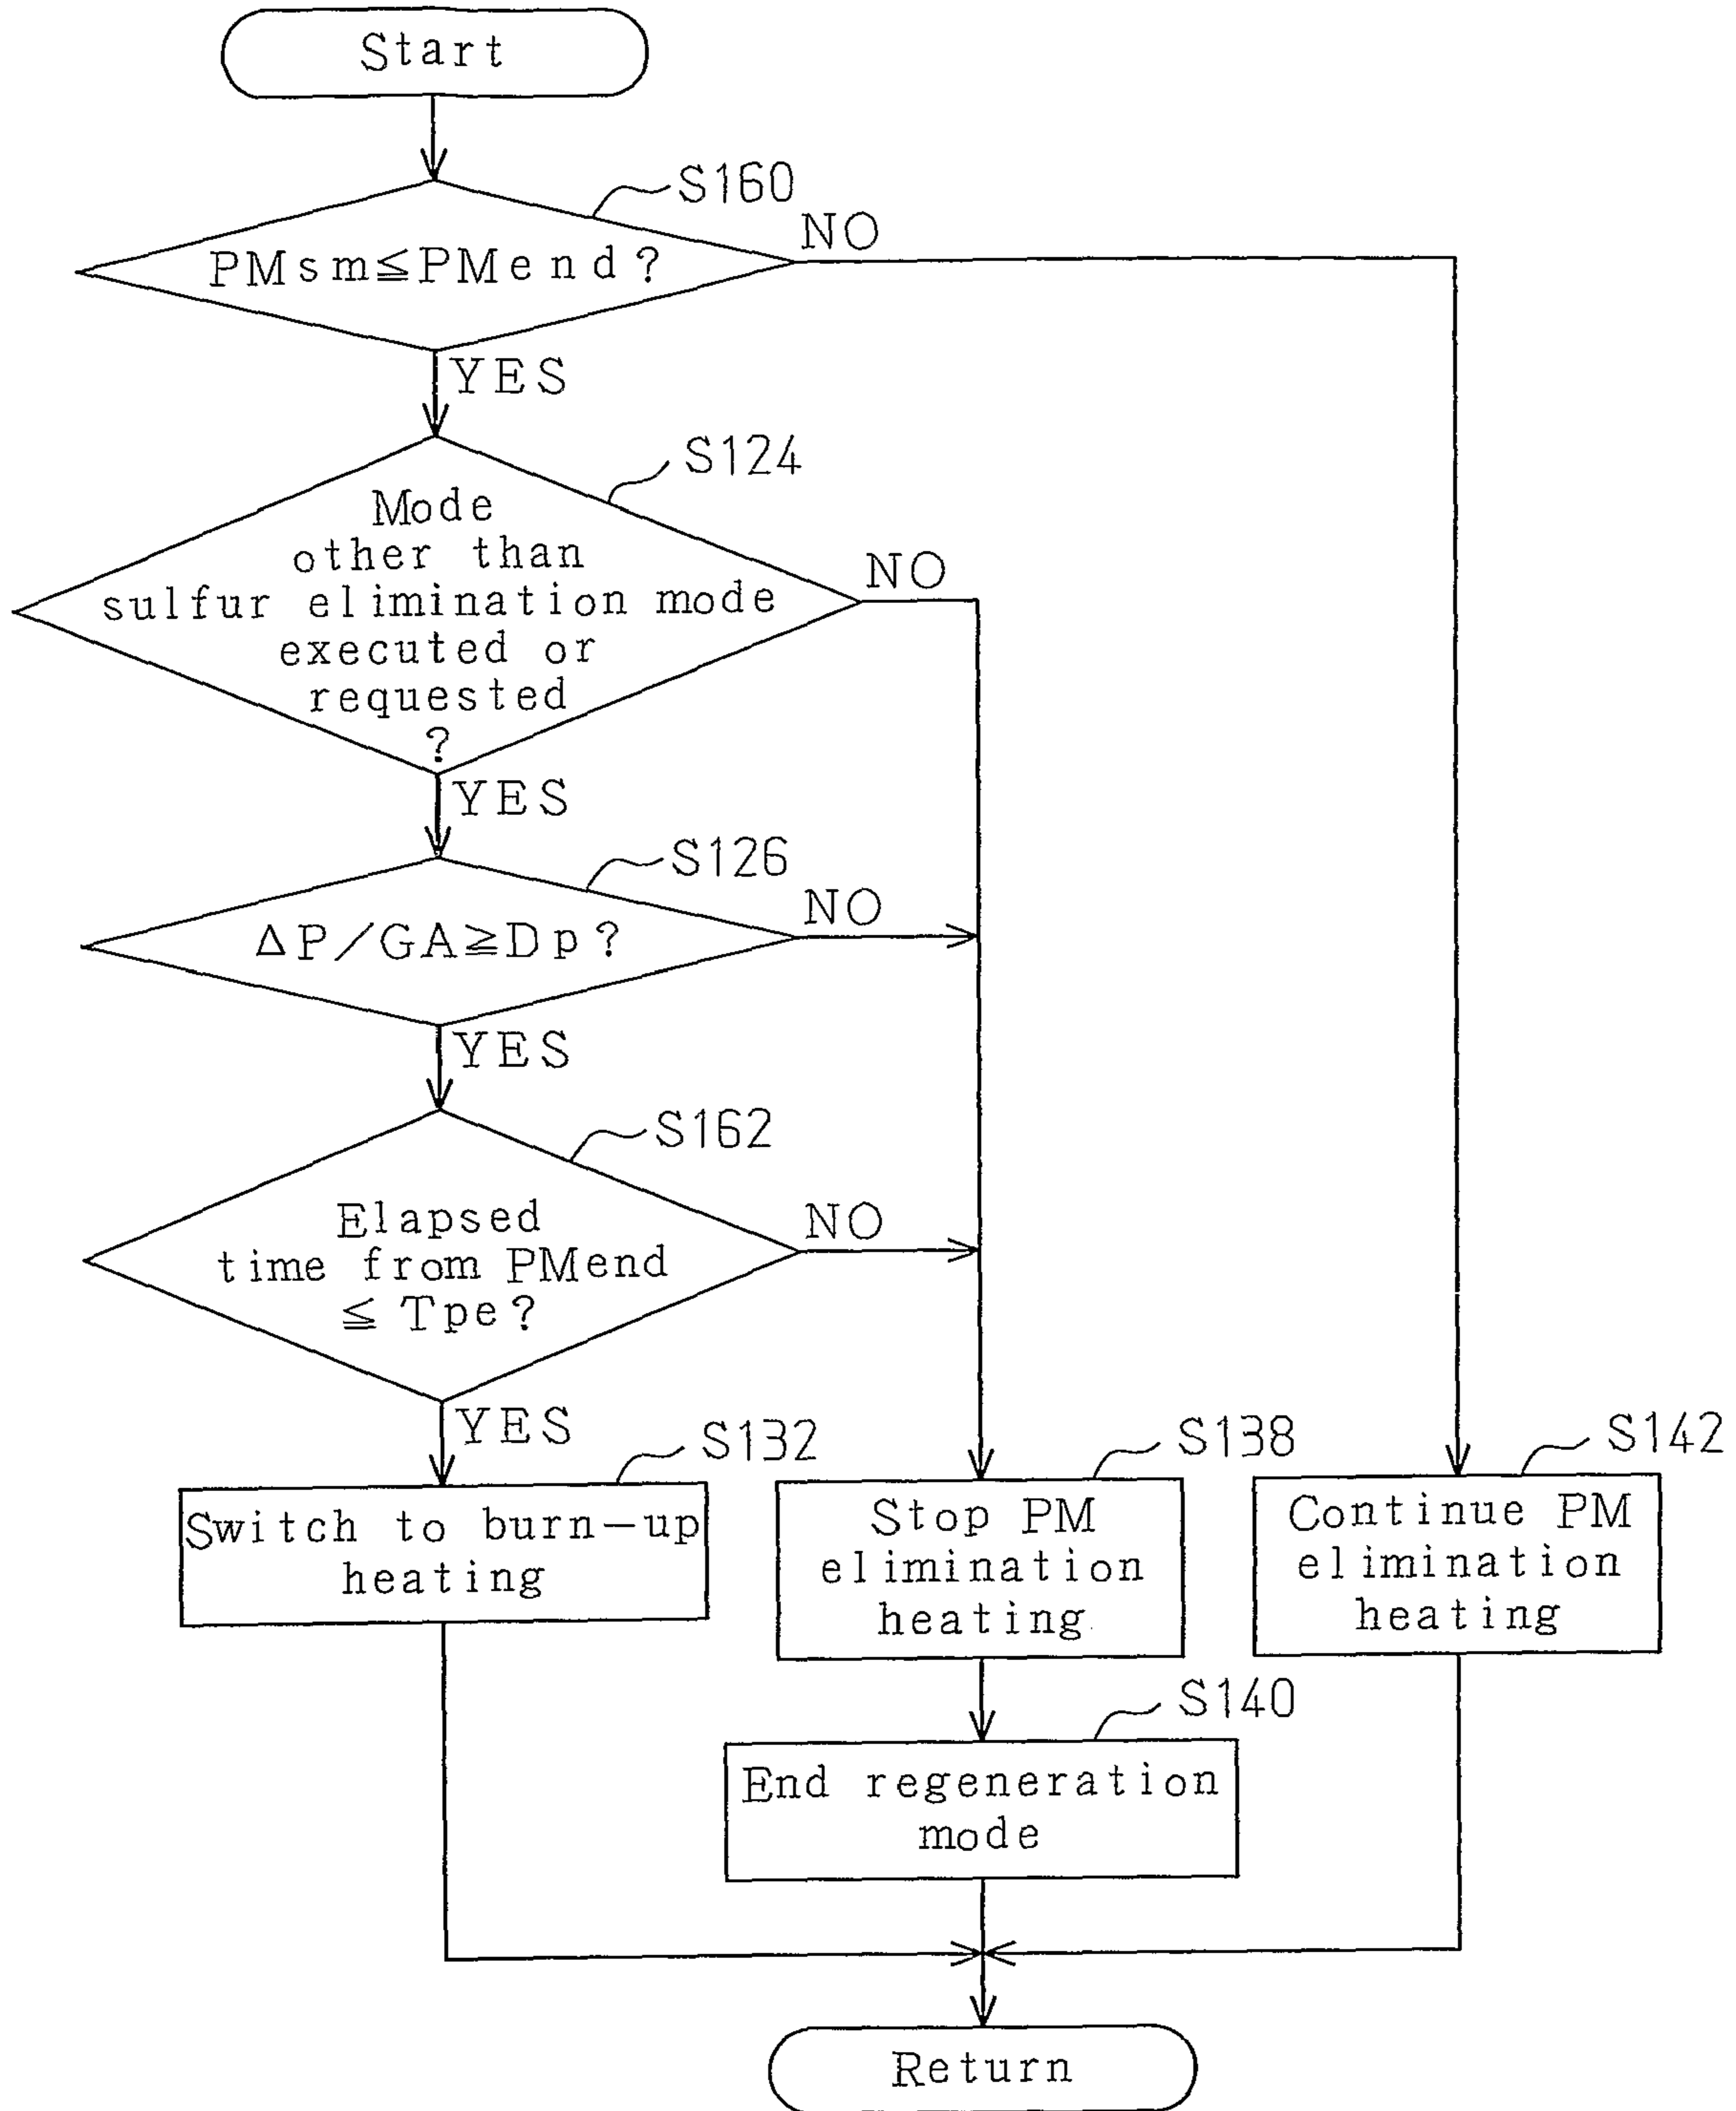 Start
S160
PMsm≦PMend?
NO
YES
S124
Mode
other than
sulfur elimination mode
executed or
requested
?
NO
YES
S126
ΔP/GA≧Dp?
NO
YES
S162
Elapsed
time from PMend
≦ Tpe?
NO
YES
S132
Switch to burn-up
heating
S138
Stop PM
elimination
heating
S142
Continue PM
elimination
heating
S140
End regeneration
mode
Return